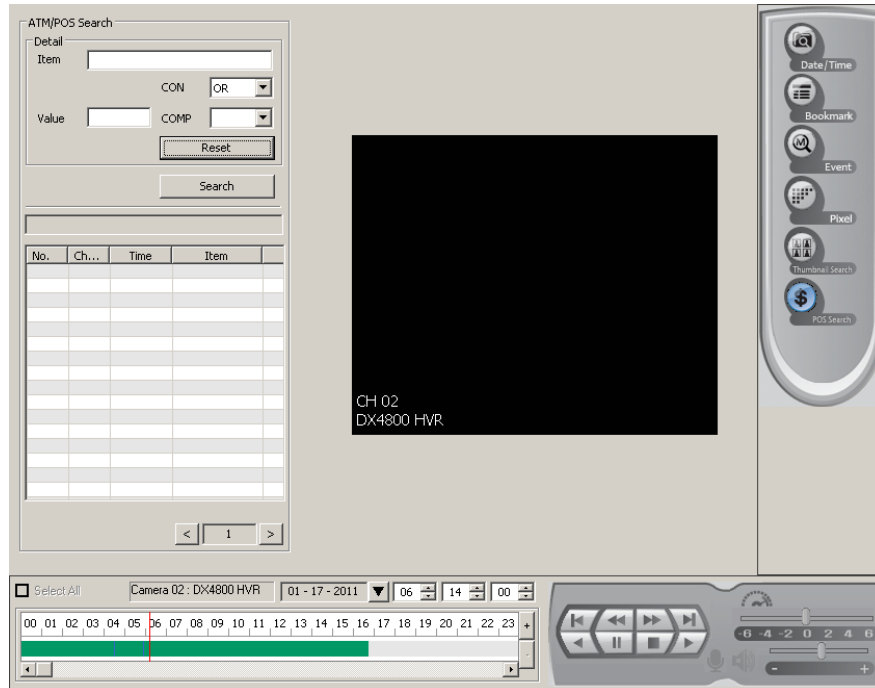 ATM/POS Search
Detail
Item
CON OR
Value COMP
Reset
Search
No. Ch... Time Item
< 1 >
CH 02
DX4800 HVR
Date/Time
Bookmark
Event
Pixel
Thumbnail Search
POS Search
Select All Camera 02 : DX4800 HVR 01 - 17 - 2011 06 14 00
00 01 02 03 04 05 06 07 08 09 10 11 12 13 14 15 16 17 18 19 20 21 22 23 +
-
-6 -4 -2 0 2 4 6
- +